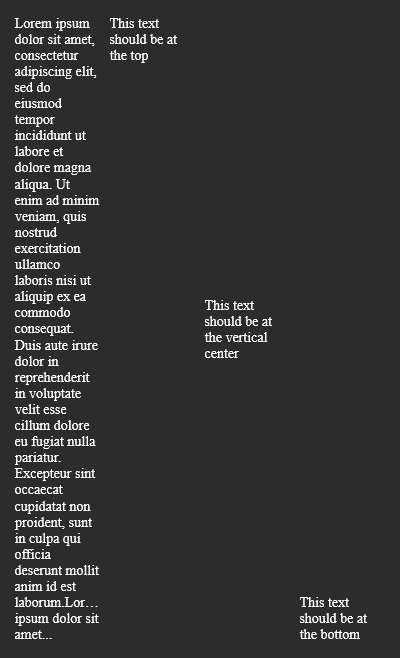 Lorem ipsum
dolor sit amet,
consectetur
adipiscing elit,
sed do
eiusmod
tempor
incididunt ut
labore et
dolore magna
aliqua. Ut
enim ad minim
veniam, quis
nostrud
exercitation
ullamco
laboris nisi ut
aliquip ex ea
commodo
consequat.
Duis aute irure
dolor in
reprehenderit
in voluptate
velit esse
cillum dolore
eu fugiat nulla
pariatur.
Excepteur sint
occaecat
cupidatat non
proident, sunt
in culpa qui
officia
deserunt mollit
anim id est
laborum.Lor…
ipsum dolor sit
amet...
This text
should be at
the top
This text
should be at
the vertical
center
This text
should be at
the bottom